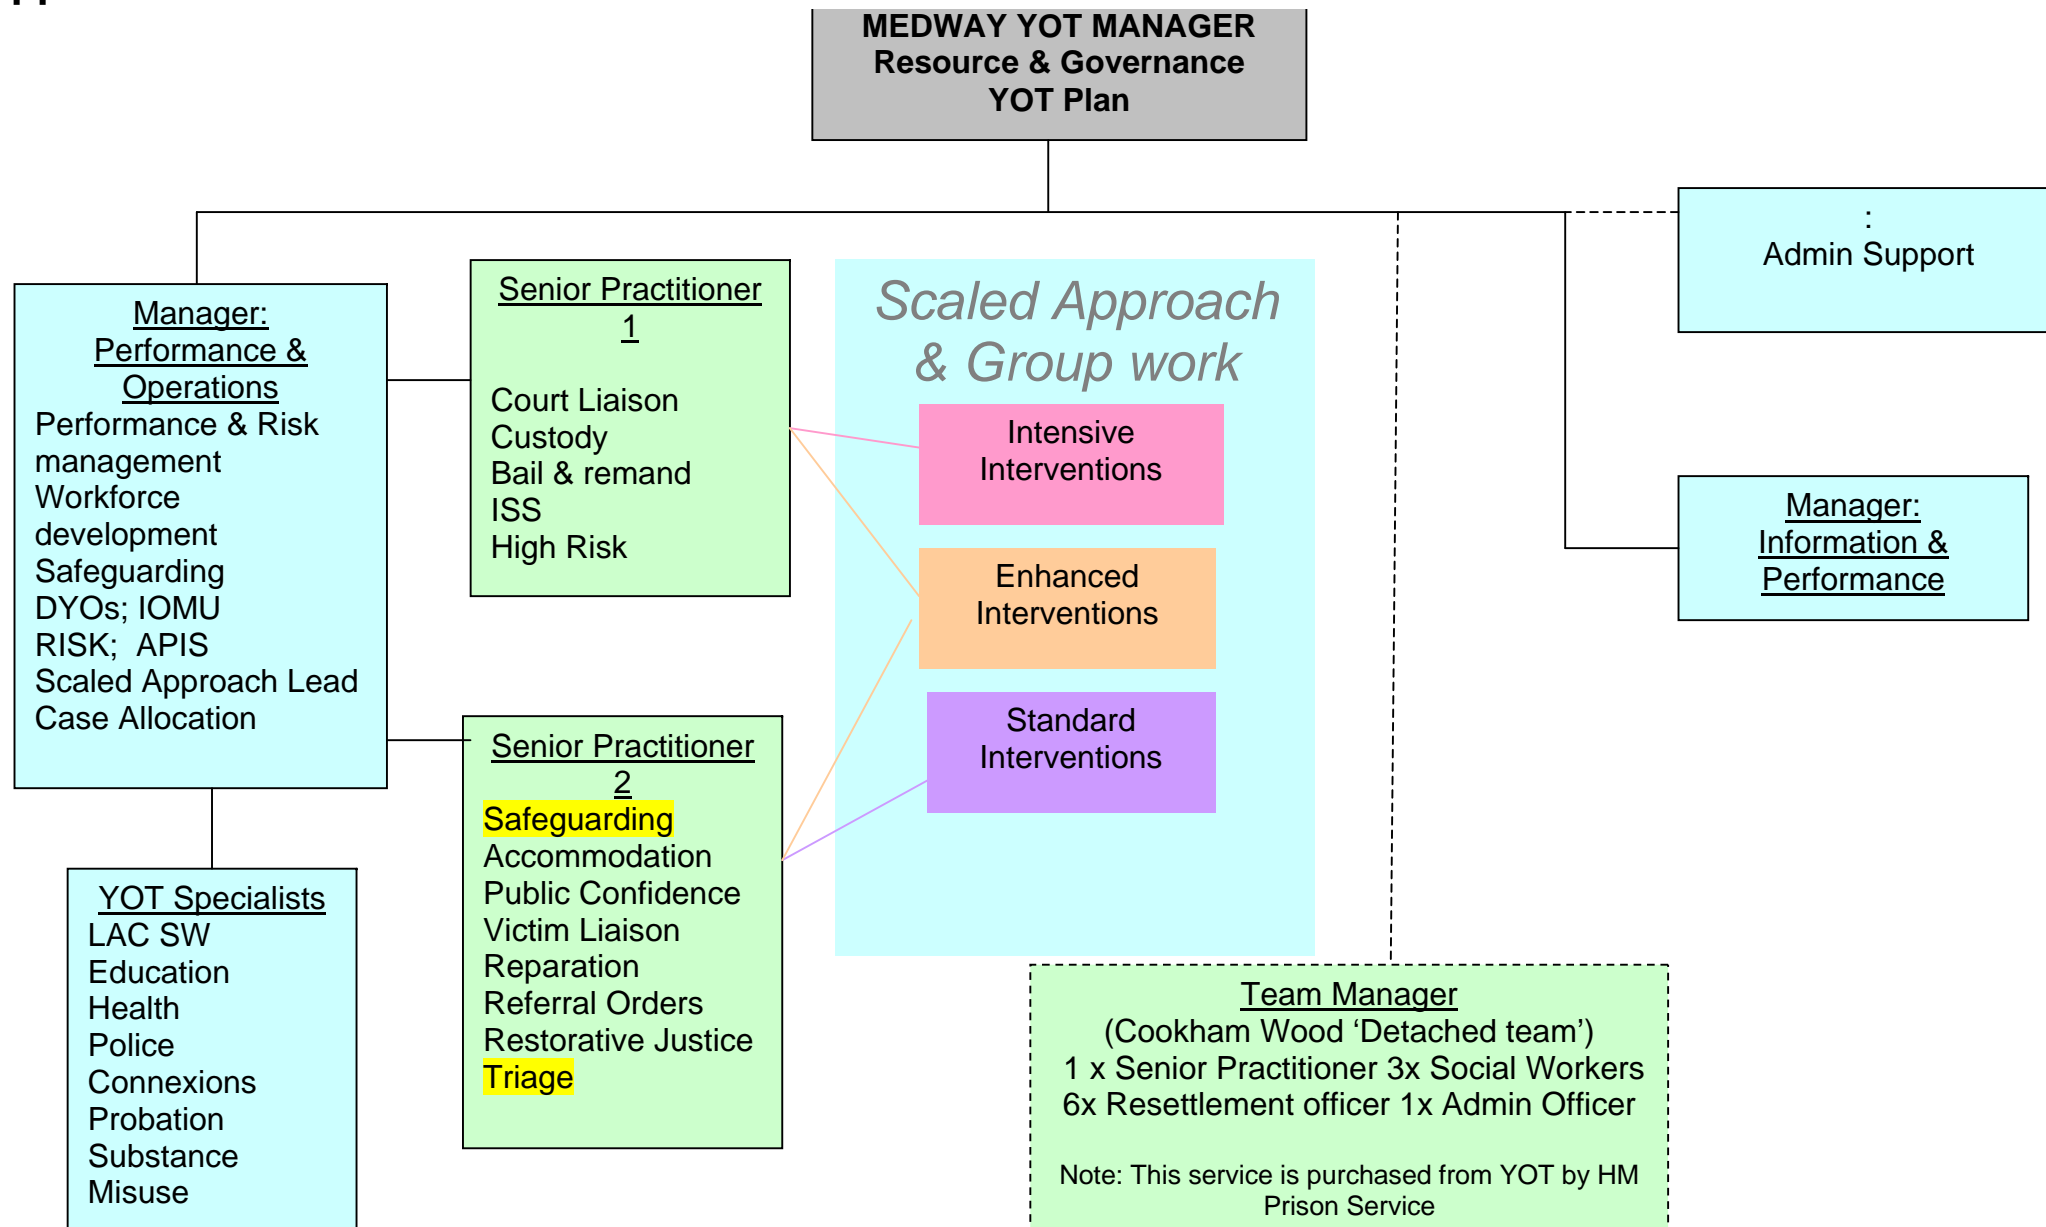 MEDWAY YOT MANAGER
Resource & Governance
YOT Plan
:
Admin Support
Manager:
Performance &
Operations
Performance & Risk
management
Workforce
development
Safeguarding
DYOs; IOMU
RISK;  APIS
Scaled Approach Lead
Case Allocation
Senior Practitioner
1
Court Liaison
Custody
Bail & remand
ISS
High Risk
Scaled Approach
& Group work
Intensive
Interventions
Enhanced
Interventions
Standard
Interventions
Manager:
Information &
Performance
Senior Practitioner
2
Safeguarding
Accommodation
Public Confidence
Victim Liaison
Reparation
Referral Orders
Restorative Justice
Triage
YOT Specialists
LAC SW
Education
Health
Police
Connexions
Probation
Substance
Misuse
Team Manager
(Cookham Wood ‘Detached team’)
1 x Senior Practitioner 3x Social Workers
6x Resettlement officer 1x Admin Officer
Note: This service is purchased from YOT by HM
Prison Service